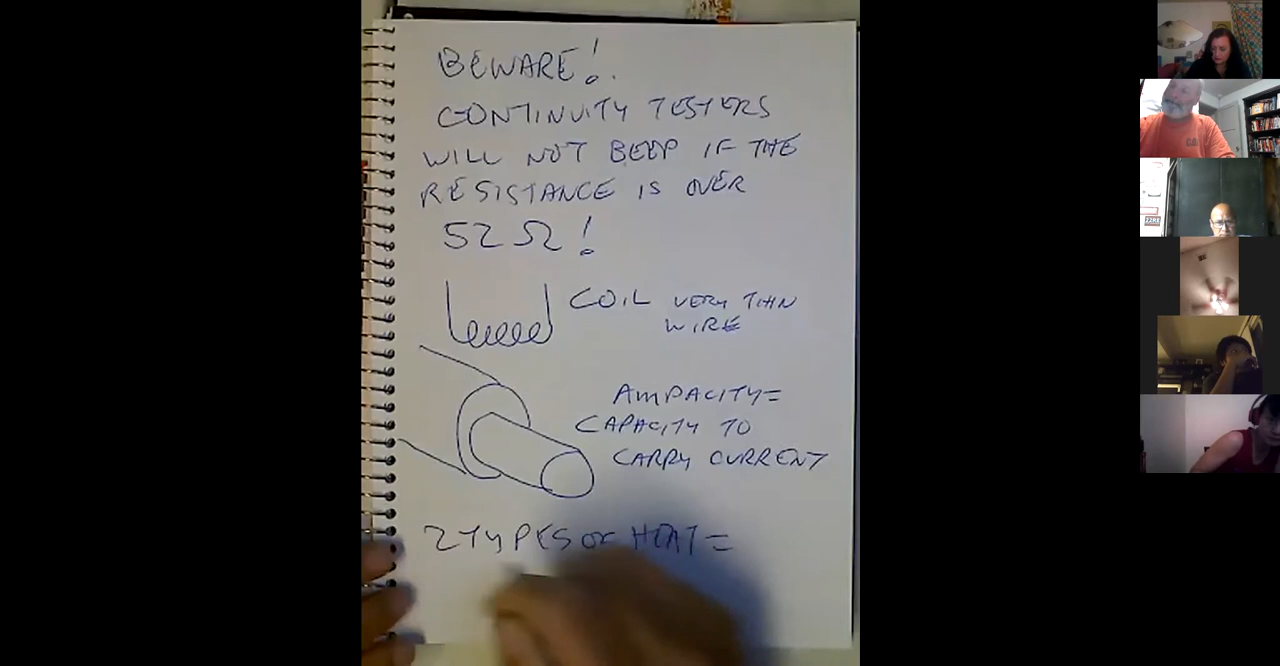 BEWARE!
CONTINUITY TESTERS
WILL NOT BEEP IF THE
RESISTANCE IS OVER
52 Ω!
COIL VERY THIN
WIRE
AMPACITY=
CAPACITY TO
CARRY CURRENT
2 TYPES OF HEAT=